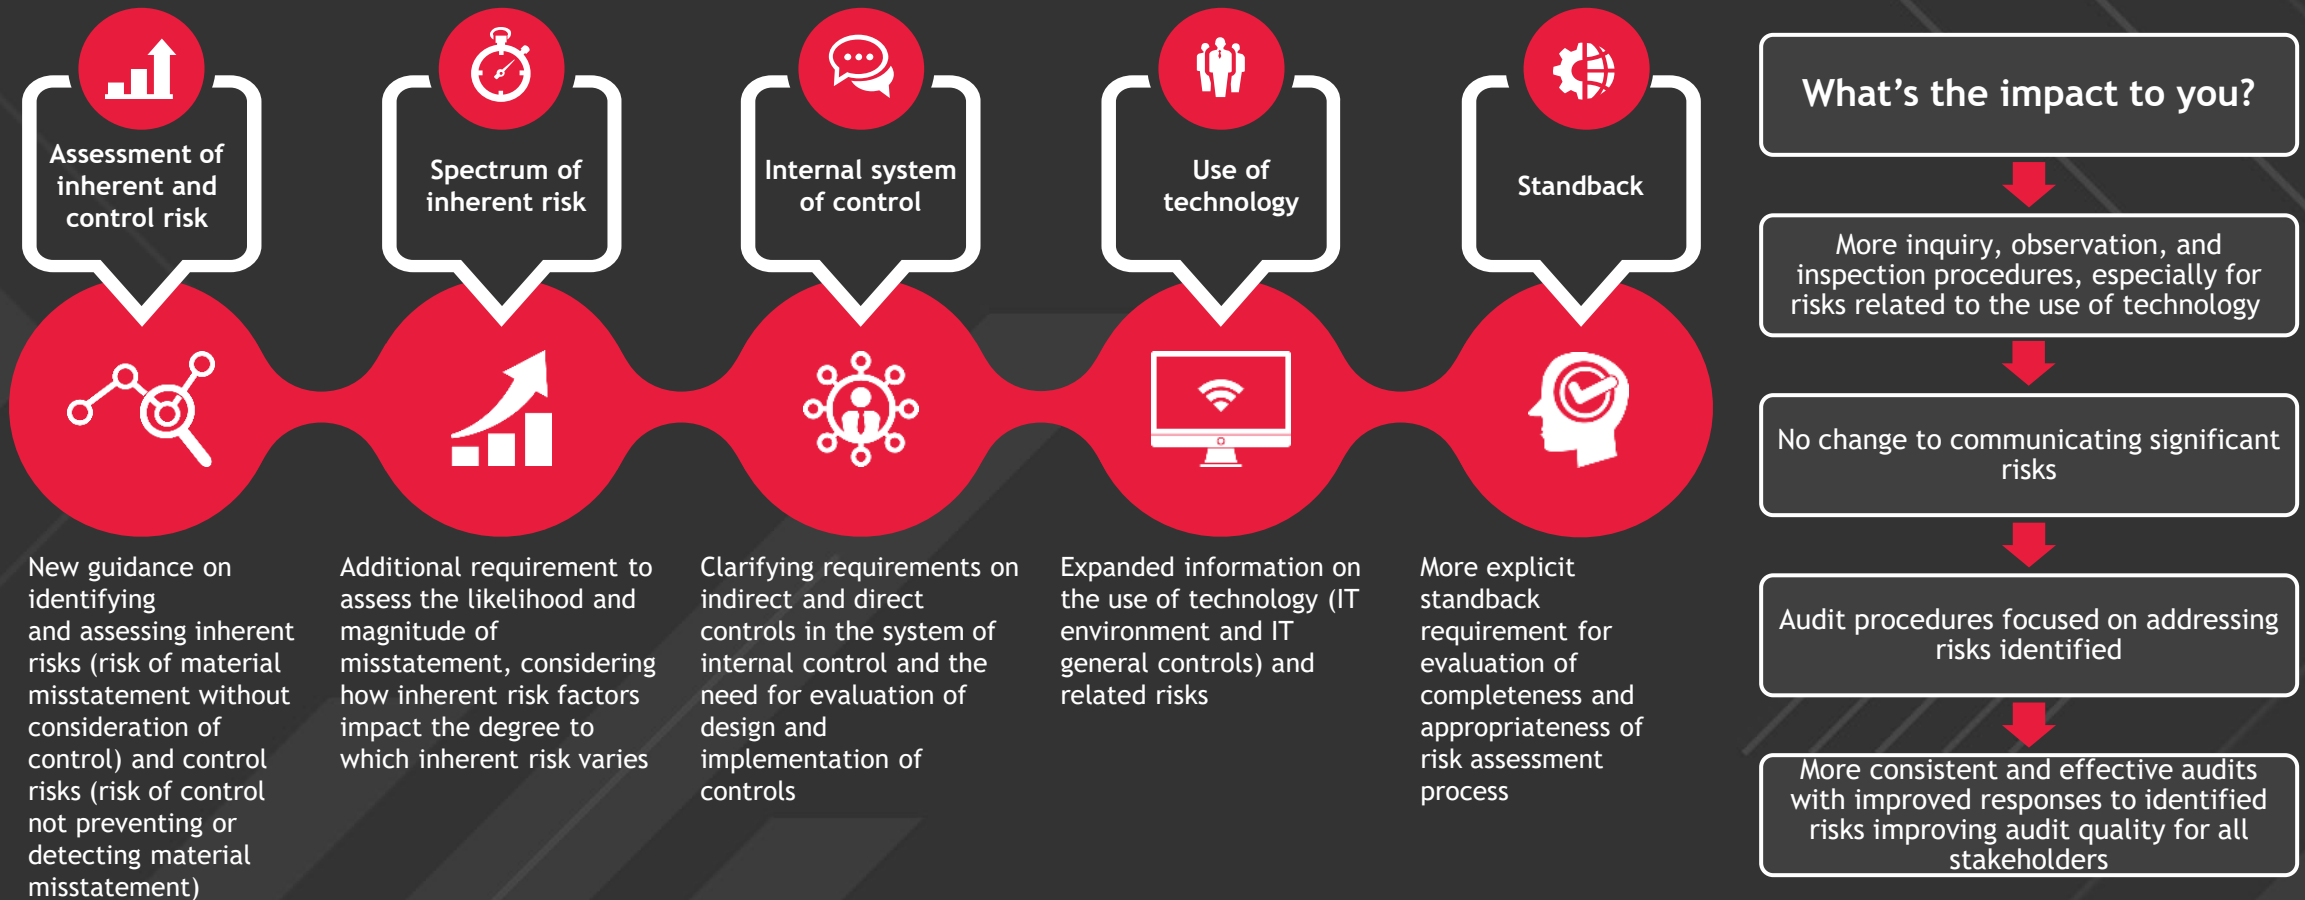 Assessment of
inherent and
control risk
Spectrum of
inherent risk
Internal system
of control
Use of
technology
Standback
New guidance on
identifying
and assessing inherent
risks (risk of material
misstatement without
consideration of
control) and control
risks (risk of control
not preventing or
detecting material
misstatement)
Additional requirement to
assess the likelihood and
magnitude of
misstatement, considering
how inherent risk factors
impact the degree to
which inherent risk varies
Clarifying requirements on
indirect and direct
controls in the system of
internal control and the
need for evaluation of
design and
implementation of
controls
Expanded information on
the use of technology (IT
environment and IT
general controls) and
related risks
More explicit
standback
requirement for
evaluation of
completeness and
appropriateness of
risk assessment
process
What’s the impact to you?
More inquiry, observation, and
inspection procedures, especially for
risks related to the use of technology
No change to communicating significant
risks
Audit procedures focused on addressing
risks identified
More consistent and effective audits
with improved responses to identified
risks improving audit quality for all
stakeholders